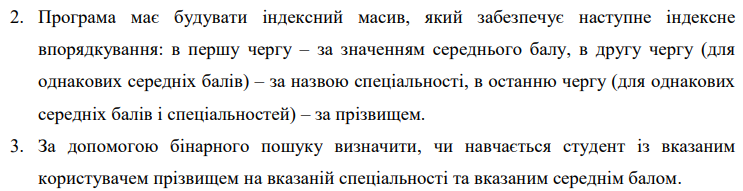 2. Програма має будувати індексний масив, який забезпечує наступне індексне
впорядкування: в першу чергу – за значенням середнього балу, в другу чергу (для
однакових середніх балів) – за назвою спеціальності, в останню чергу (для однакових
середніх балів і спеціальностей) – за прізвищем.
3. За допомогою бінарного пошуку визначити, чи навчається студент із вказаним
користувачем прізвищем на вказаній спеціальності та вказаним середнім балом.